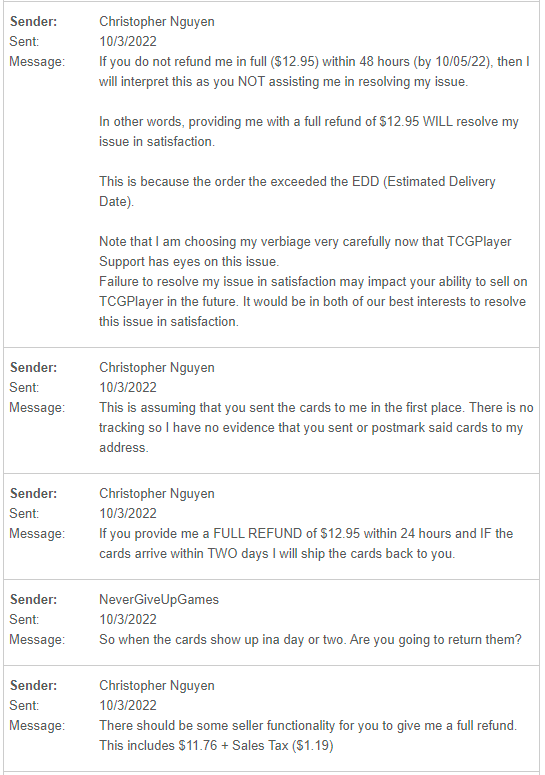 Sender: Christopher Nguyen
Sent: 10/3/2022
Message: If you do not refund me in full ($12.95) within 48 hours (by 10/05/22), then I
will interpret this as you NOT assisting me in resolving my issue.
In other words, providing me with a full refund of $12.95 WILL resolve my
issue in satisfaction.
This is because the order the exceeded the EDD (Estimated Delivery
Date).
Note that I am choosing my verbiage very carefully now that TCGPlayer
Support has eyes on this issue.
Failure to resolve my issue in satisfaction may impact your ability to sell on
TCGPlayer in the future. It would be in both of our best interests to resolve
this issue in satisfaction.
Sender: Christopher Nguyen
Sent: 10/3/2022
Message: This is assuming that you sent the cards to me in the first place. There is no
tracking so I have no evidence that you sent or postmark said cards to my
address.
Sender: Christopher Nguyen
Sent: 10/3/2022
Message: If you provide me a FULL REFUND of $12.95 within 24 hours and IF the
cards arrive within TWO days I will ship the cards back to you.
Sender: NeverGiveUpGames
Sent: 10/3/2022
Message: So when the cards show up ina day or two. Are you going to return them?
Sender: Christopher Nguyen
Sent: 10/3/2022
Message: There should be some seller functionality for you to give me a full refund.
This includes $11.76 + Sales Tax ($1.19)